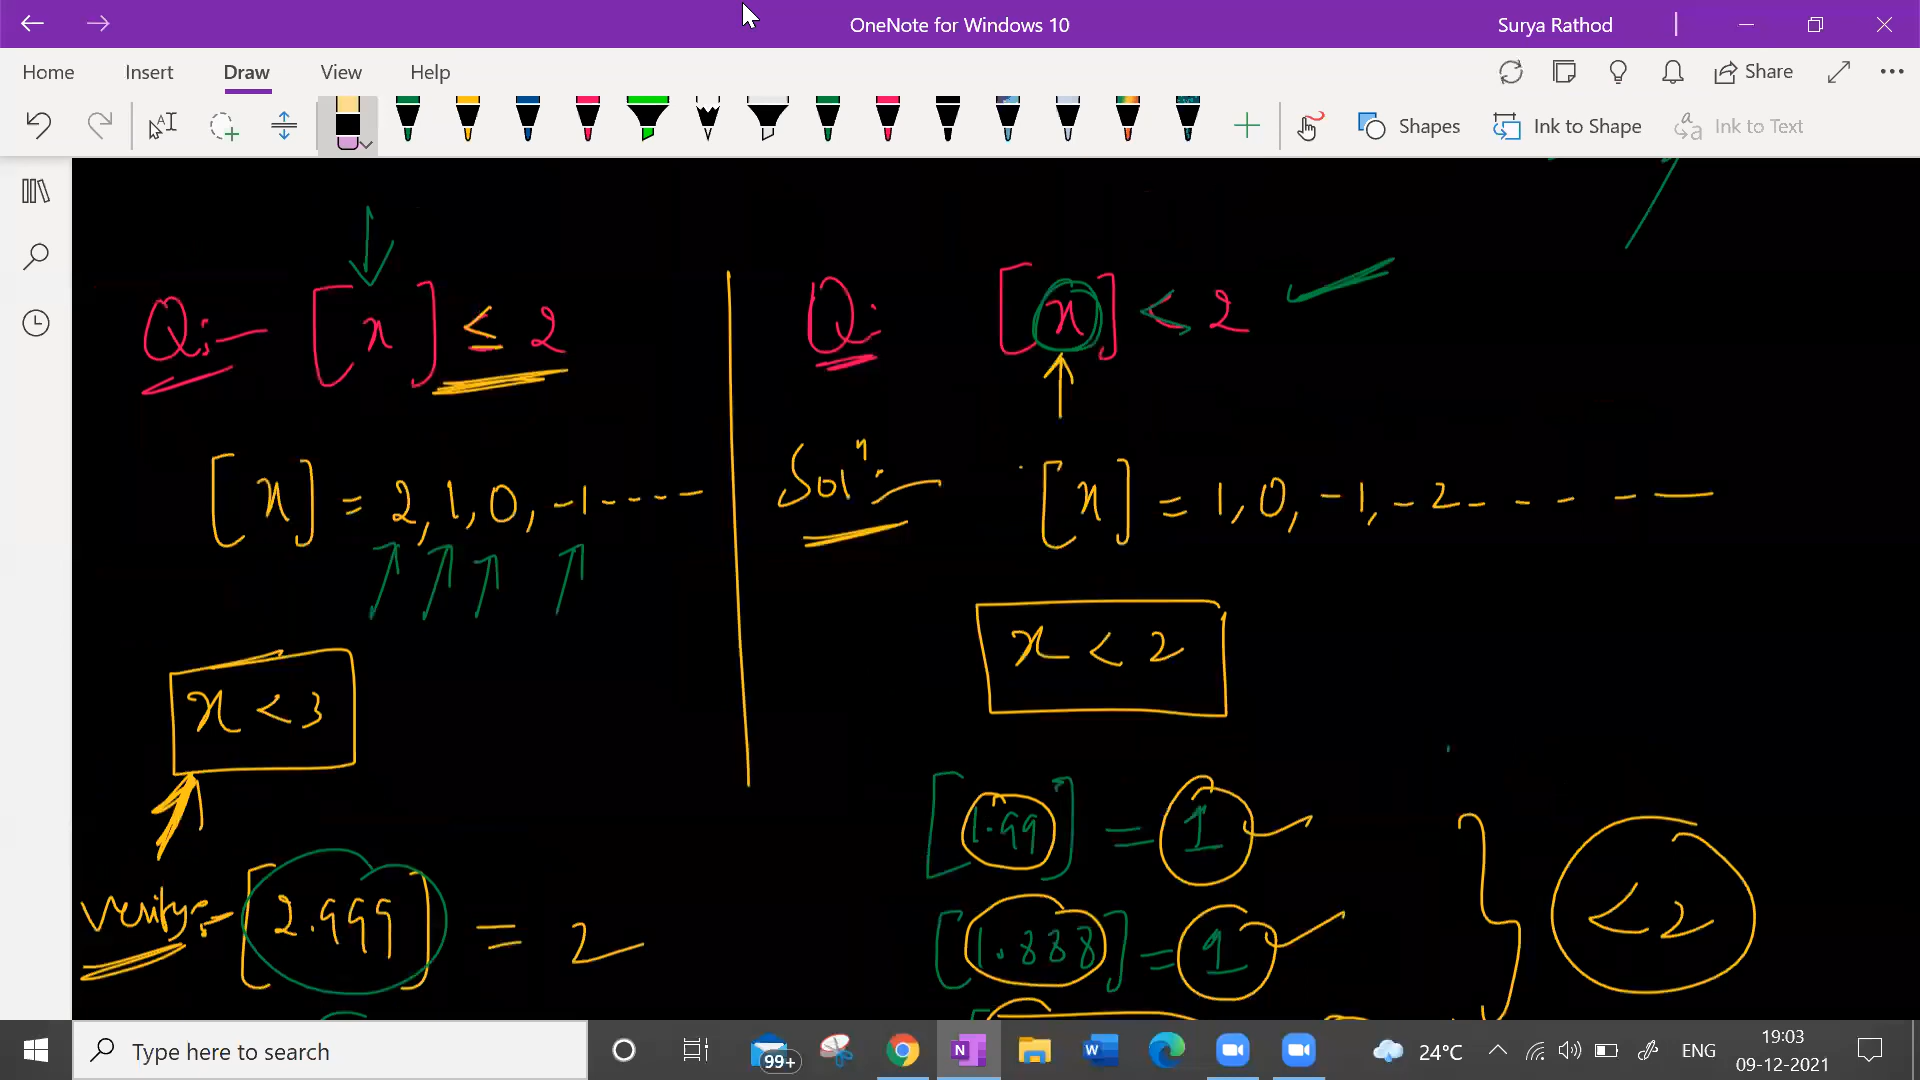 OneNote for Windows 10
Surya Rathod
Home Insert Draw View Help
Share
Shapes
Ink to Shape
Ink to Text
Q:- [x] ≤ 2
[x] = 2, 1, 0, -1 - - - -
x < 3
Verify:- [2.999] = 2
Q: [x] < 2
Solⁿ:- [x] = 1, 0, -1, -2 - - - - -
x < 2
[1.99] = 1
[1.888] = 1
< 2
Type here to search
99+
24°C
ENG
19:03
09-12-2021